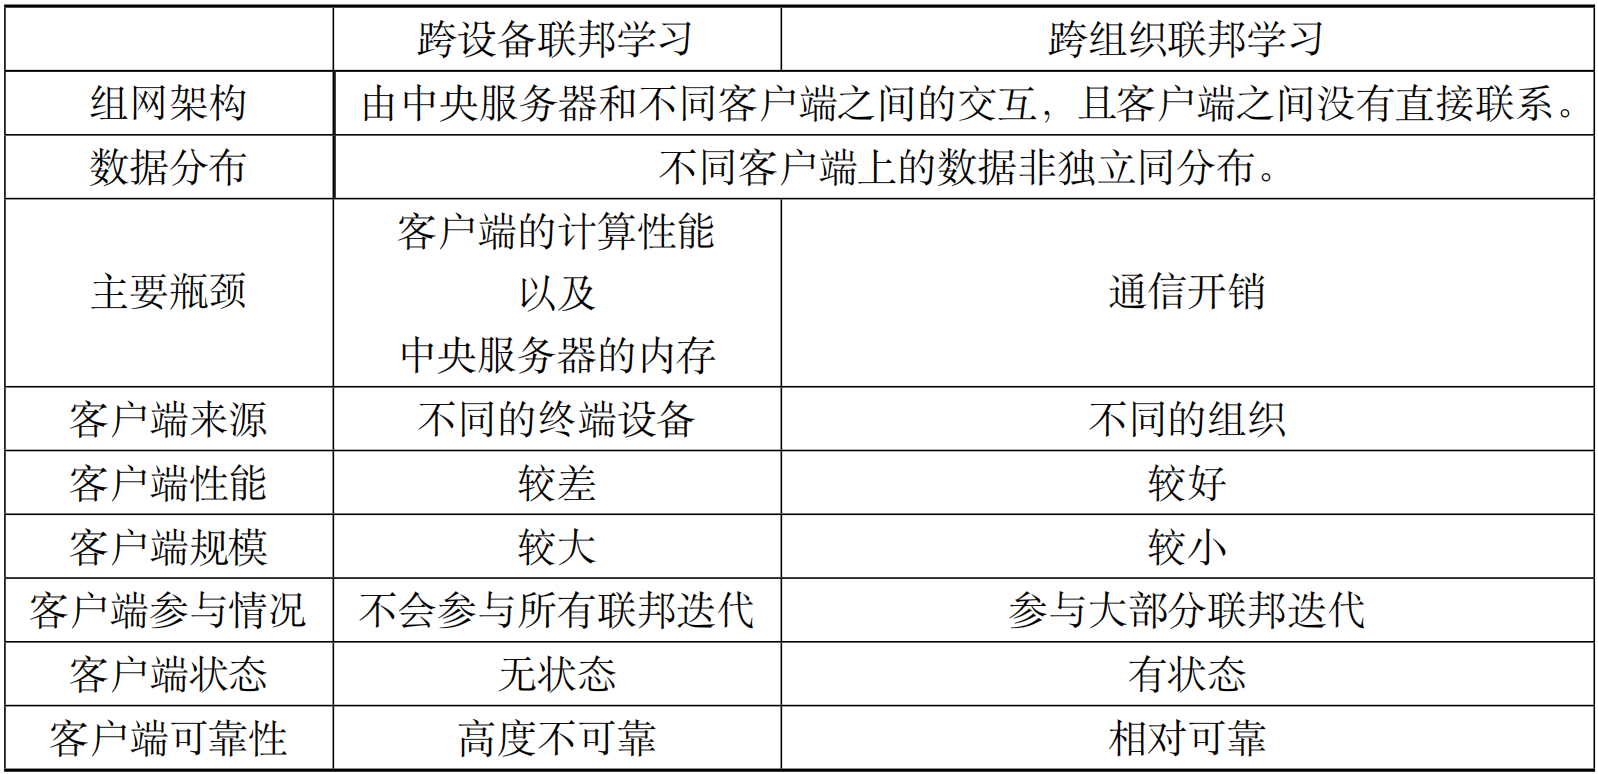 跨设备联邦学习 跨组织联邦学习
组网架构 由中央服务器和不同客户端之间的交互，且客户端之间没有直接联系。
数据分布 不同客户端上的数据非独立同分布。
客户端的计算性能
主要瓶颈 以及 通信开销
中央服务器的内存
客户端来源 不同的终端设备 不同的组织
客户端性能 较差 较好
客户端规模 较大 较小
客户端参与情况 不会参与所有联邦迭代 参与大部分联邦迭代
客户端状态 无状态 有状态
客户端可靠性 高度不可靠 相对可靠